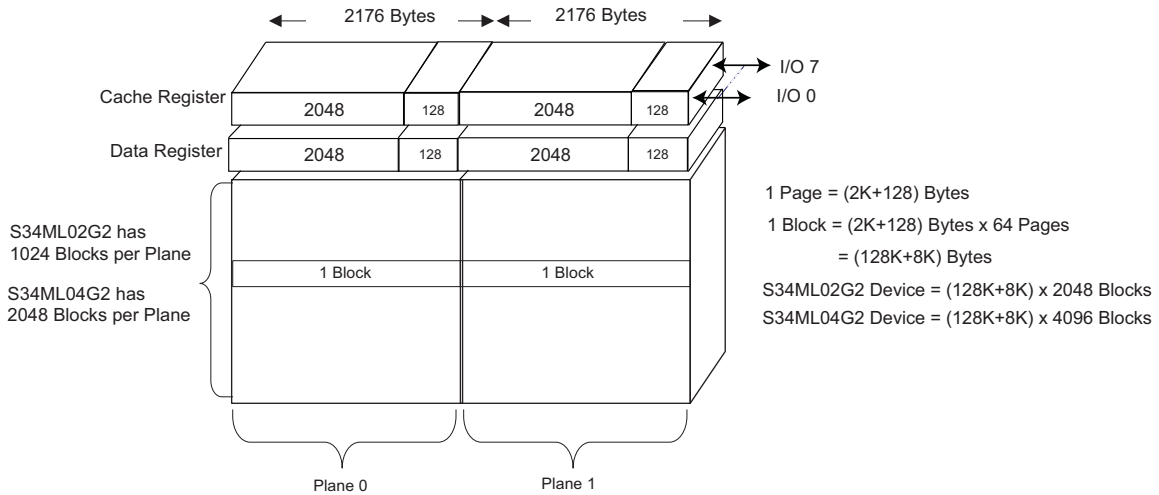 2176 Bytes 2176 Bytes
I/O 7
Cache Register 2048 128 2048 128 I/O 0
Data Register 2048 128 2048 128
S34ML02G2 has
1024 Blocks per Plane
S34ML04G2 has
2048 Blocks per Plane
1 Block 1 Block
1 Page = (2K+128) Bytes
1 Block = (2K+128) Bytes x 64 Pages
= (128K+8K) Bytes
S34ML02G2 Device = (128K+8K) x 2048 Blocks
S34ML04G2 Device = (128K+8K) x 4096 Blocks
Plane 0 Plane 1